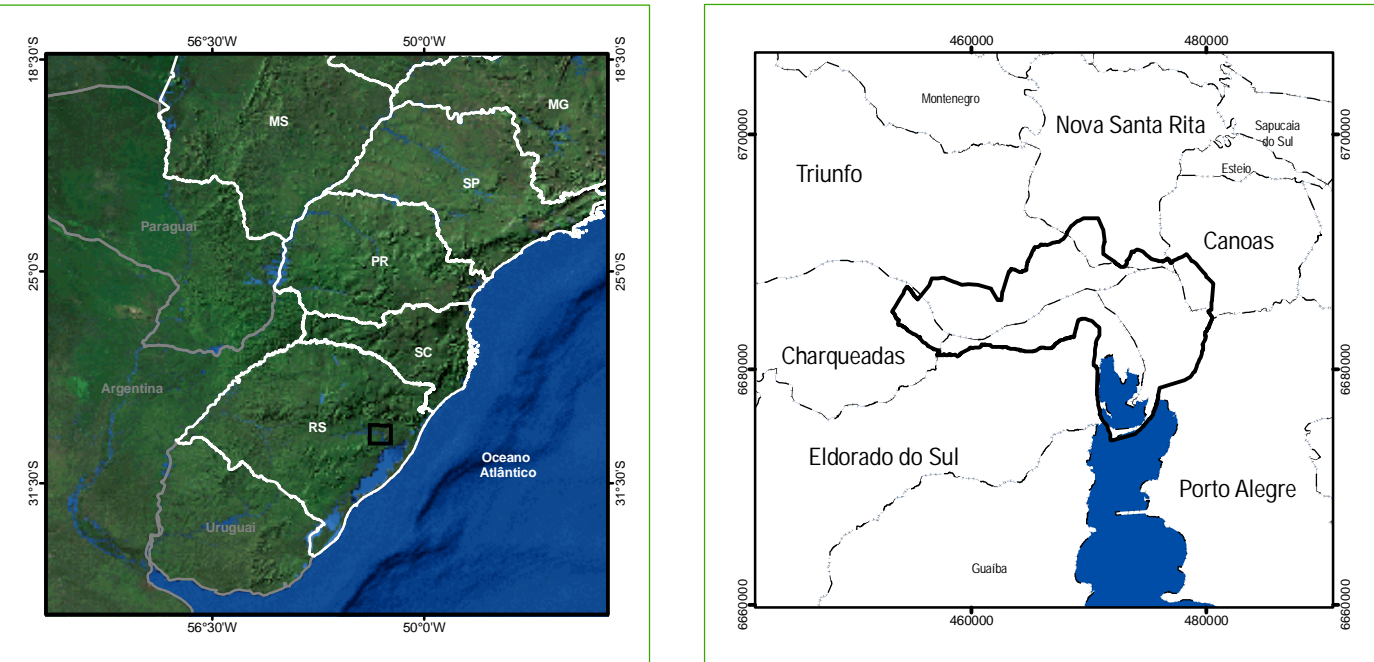 56°30'W 50°0'W
18°30'S 18°30'S
MG
MS
SP
Paraguai
PR
25°0'S 25°0'S
SC
Argentina
RS
Oceano
Atlântico
31°30'S 31°30'S
Uruguai
56°30'W 50°0'W
460000 480000
Montenegro
Nova Santa Rita
Sapucaia
do Sul
6700000 6700000
Esteio
Triunfo
Canoas
Charqueadas
6680000 6680000
Eldorado do Sul
Porto Alegre
Guaíba
6660000 6660000
460000 480000